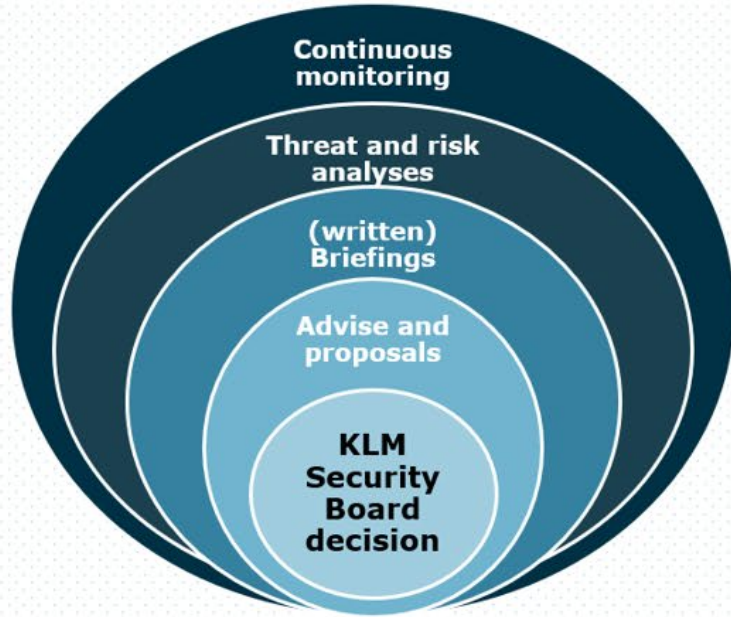 Continuous
monitoring
Threat and risk
analyses
(written)
Briefings
Advise and
proposals
KLM
Security
Board
decision